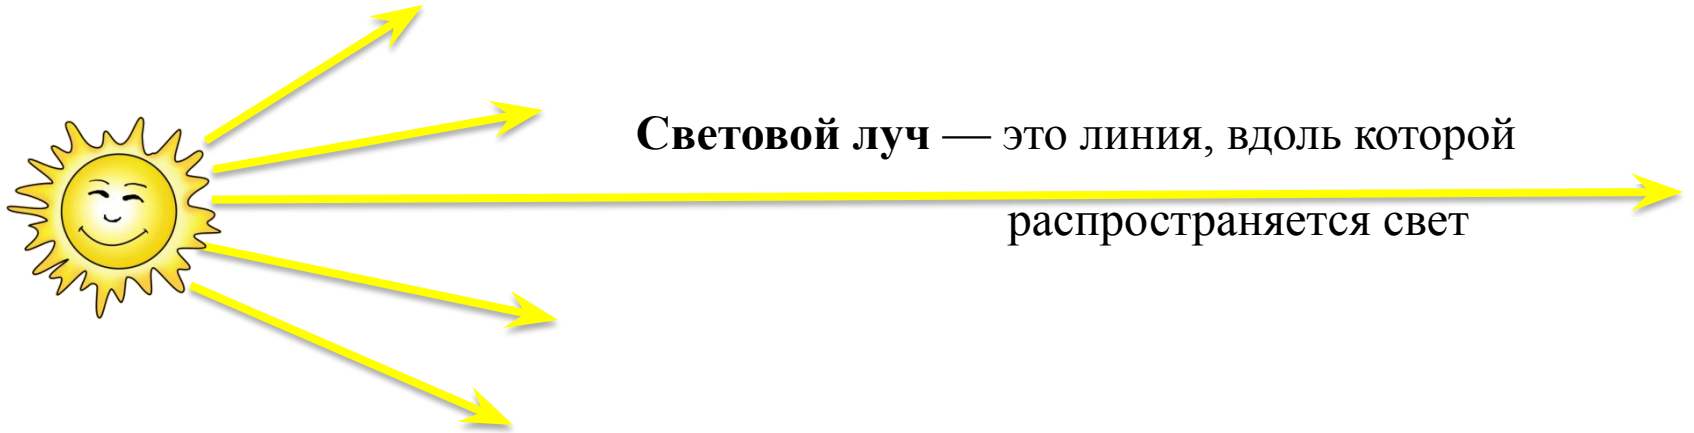 Световой луч — это линия, вдоль которой
распространяется свет